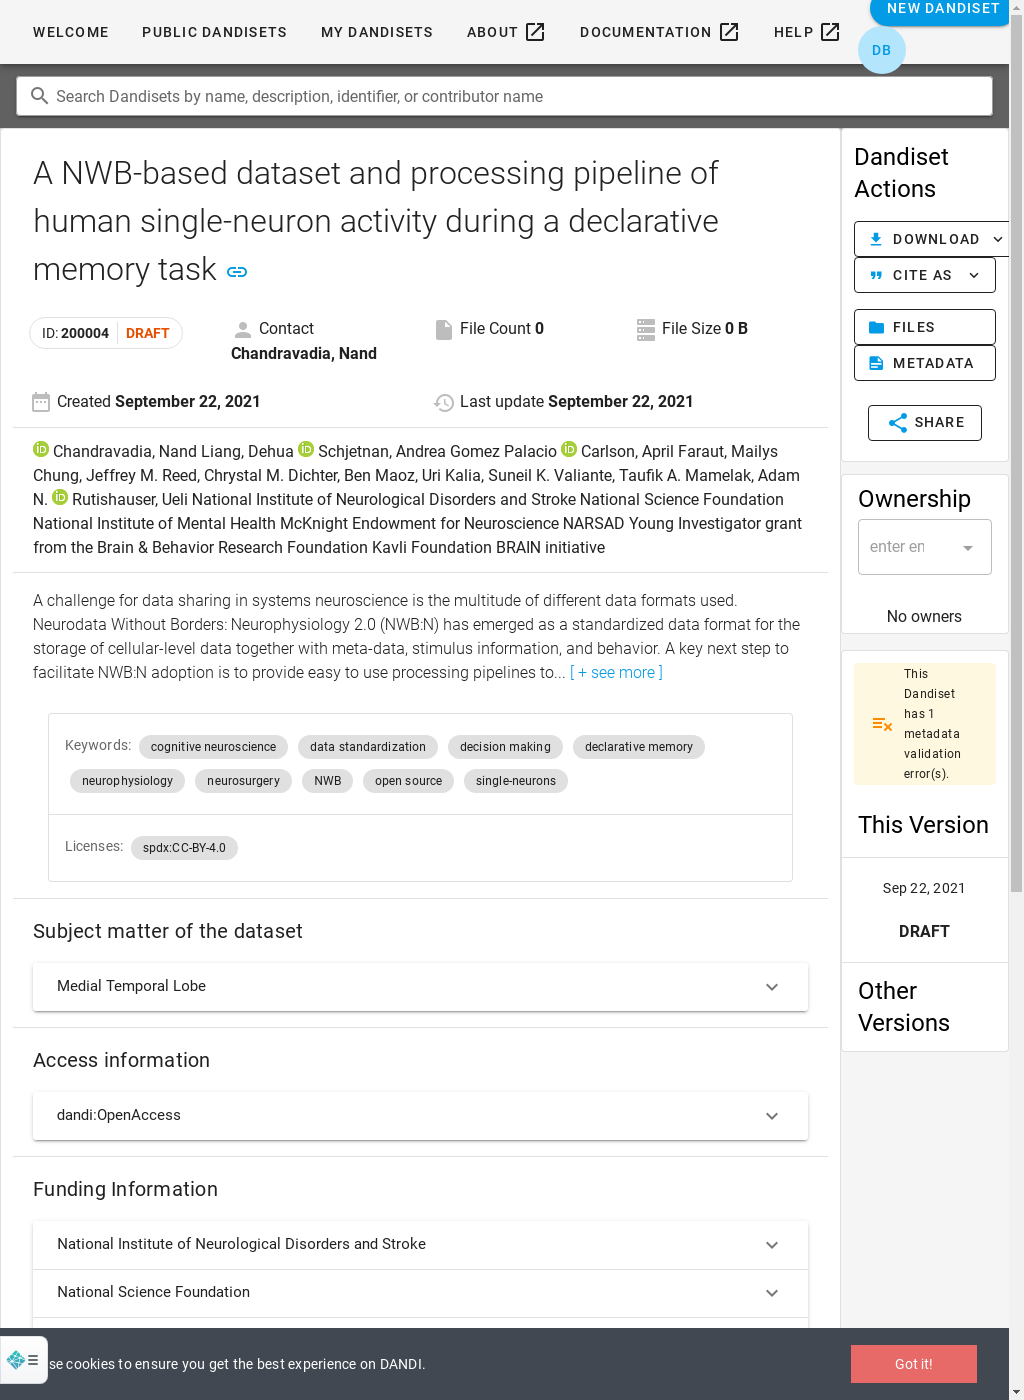 WELCOME PUBLIC DANDISETS MY DANDISETS ABOUT DOCUMENTATION HELP NEW DANDISET
DB
Search Dandisets by name, description, identifier, or contributor name
A NWB-based dataset and processing pipeline of
human single-neuron activity during a declarative
memory task
ID: 200004 DRAFT
Contact
Chandravadia, Nand
File Count 0
File Size 0 B
Created September 22, 2021
Last update September 22, 2021
Chandravadia, Nand Liang, Dehua Schjetnan, Andrea Gomez Palacio Carlson, April Faraut, Mailys
Chung, Jeffrey M. Reed, Chrystal M. Dichter, Ben Maoz, Uri Kalia, Suneil K. Valiante, Taufik A. Mamelak, Adam
N. Rutishauser, Ueli National Institute of Neurological Disorders and Stroke National Science Foundation
National Institute of Mental Health McKnight Endowment for Neuroscience NARSAD Young Investigator grant
from the Brain & Behavior Research Foundation Kavli Foundation BRAIN initiative
A challenge for data sharing in systems neuroscience is the multitude of different data formats used.
Neurodata Without Borders: Neurophysiology 2.0 (NWB:N) has emerged as a standardized data format for the
storage of cellular-level data together with meta-data, stimulus information, and behavior. A key next step to
facilitate NWB:N adoption is to provide easy to use processing pipelines to... [ + see more ]
Keywords: cognitive neuroscience data standardization decision making declarative memory
neurophysiology neurosurgery NWB open source single-neurons
Licenses: spdx:CC-BY-4.0
Subject matter of the dataset
Medial Temporal Lobe
Access information
dandi:OpenAccess
Funding Information
National Institute of Neurological Disorders and Stroke
National Science Foundation
Dandiset
Actions
DOWNLOAD
CITE AS
FILES
METADATA
SHARE
Ownership
enter en
No owners
This
Dandiset
has 1
metadata
validation
error(s).
This Version
Sep 22, 2021
DRAFT
Other
Versions
se cookies to ensure you get the best experience on DANDI.
Got it!